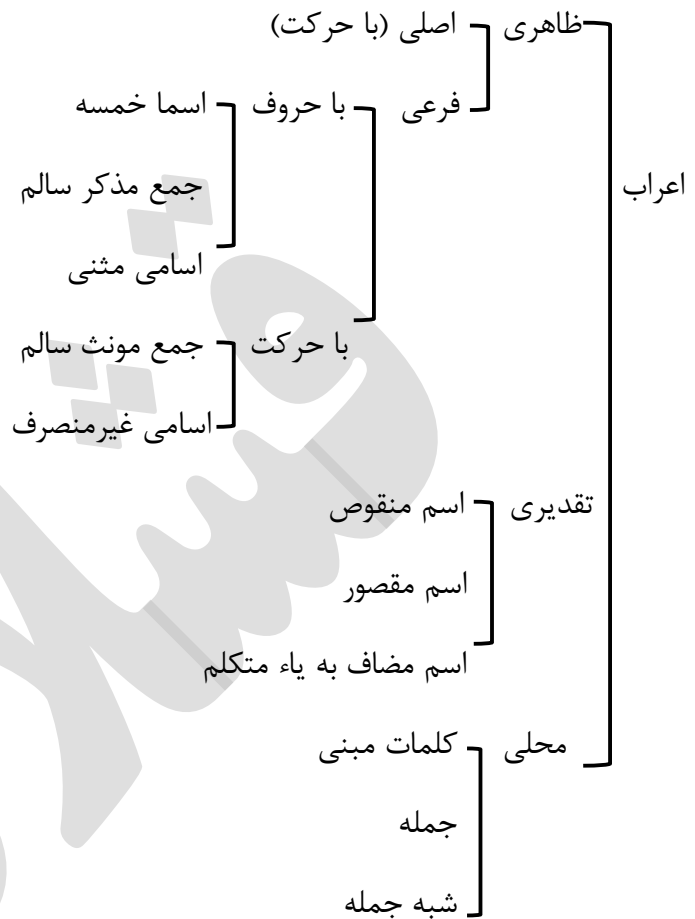 ظاهری اصلی (با حرکت)
فرعی با حروف اسما خمسه
اعراب جمع مذکر سالم
اسامی مثنی
با حرکت جمع مونث سالم
اسامی غیرمنصرف
تقدیری اسم منقوص
اسم مقصور
اسم مضاف به یاء متکلم
محلی کلمات مبنی
جمله
شبه جمله